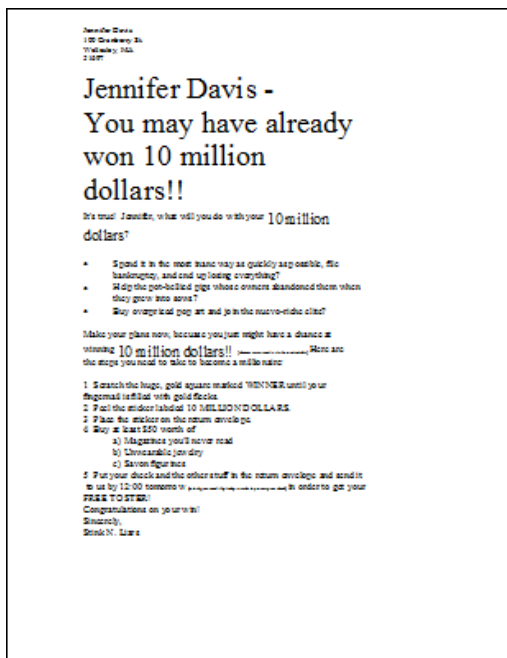 Jennifer Davis
100 Cranberry St.
Wellesley, MA
Jennifer Davis -
You may have already
won 10 million
dollars!!
It's true! Jennifer, what will you do with your 10 million
dollars?
• Spend it in the most inane way as quickly as possible, file
bankruptcy, and end up losing everything?
• Help the pot-bellied pigs whose owners abandoned them when
they grew into sows?
• Buy overpriced pop art and join the nuevo-riche elite?
Make your plans now, because you just might have a chance at
winning 10 million dollars!! Here are
the steps you need to take to become a millionaire:
1 Scratch the huge, gold square marked WINNER until your
fingernail is filled with gold flecks.
2 Peel the sticker labeled 10 MILLION DOLLARS.
3 Place the sticker on the return envelope.
6 Buy at least $50 worth of
a) Magazines you'll never read
b) Unwearable jewelry
c) Savon figurines
5 Put your check and the other stuff in the return envelope and send it
to us by 12:00 tomorrow in order to get your
FREE TOSTER!
Congratulations on your win!
Sincerely,
Stink N. Liars